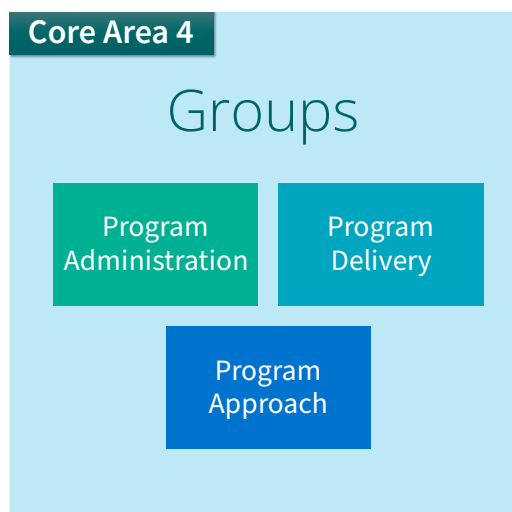 Core Area 4
Groups
Program
Administration
Program
Delivery
Program
Approach